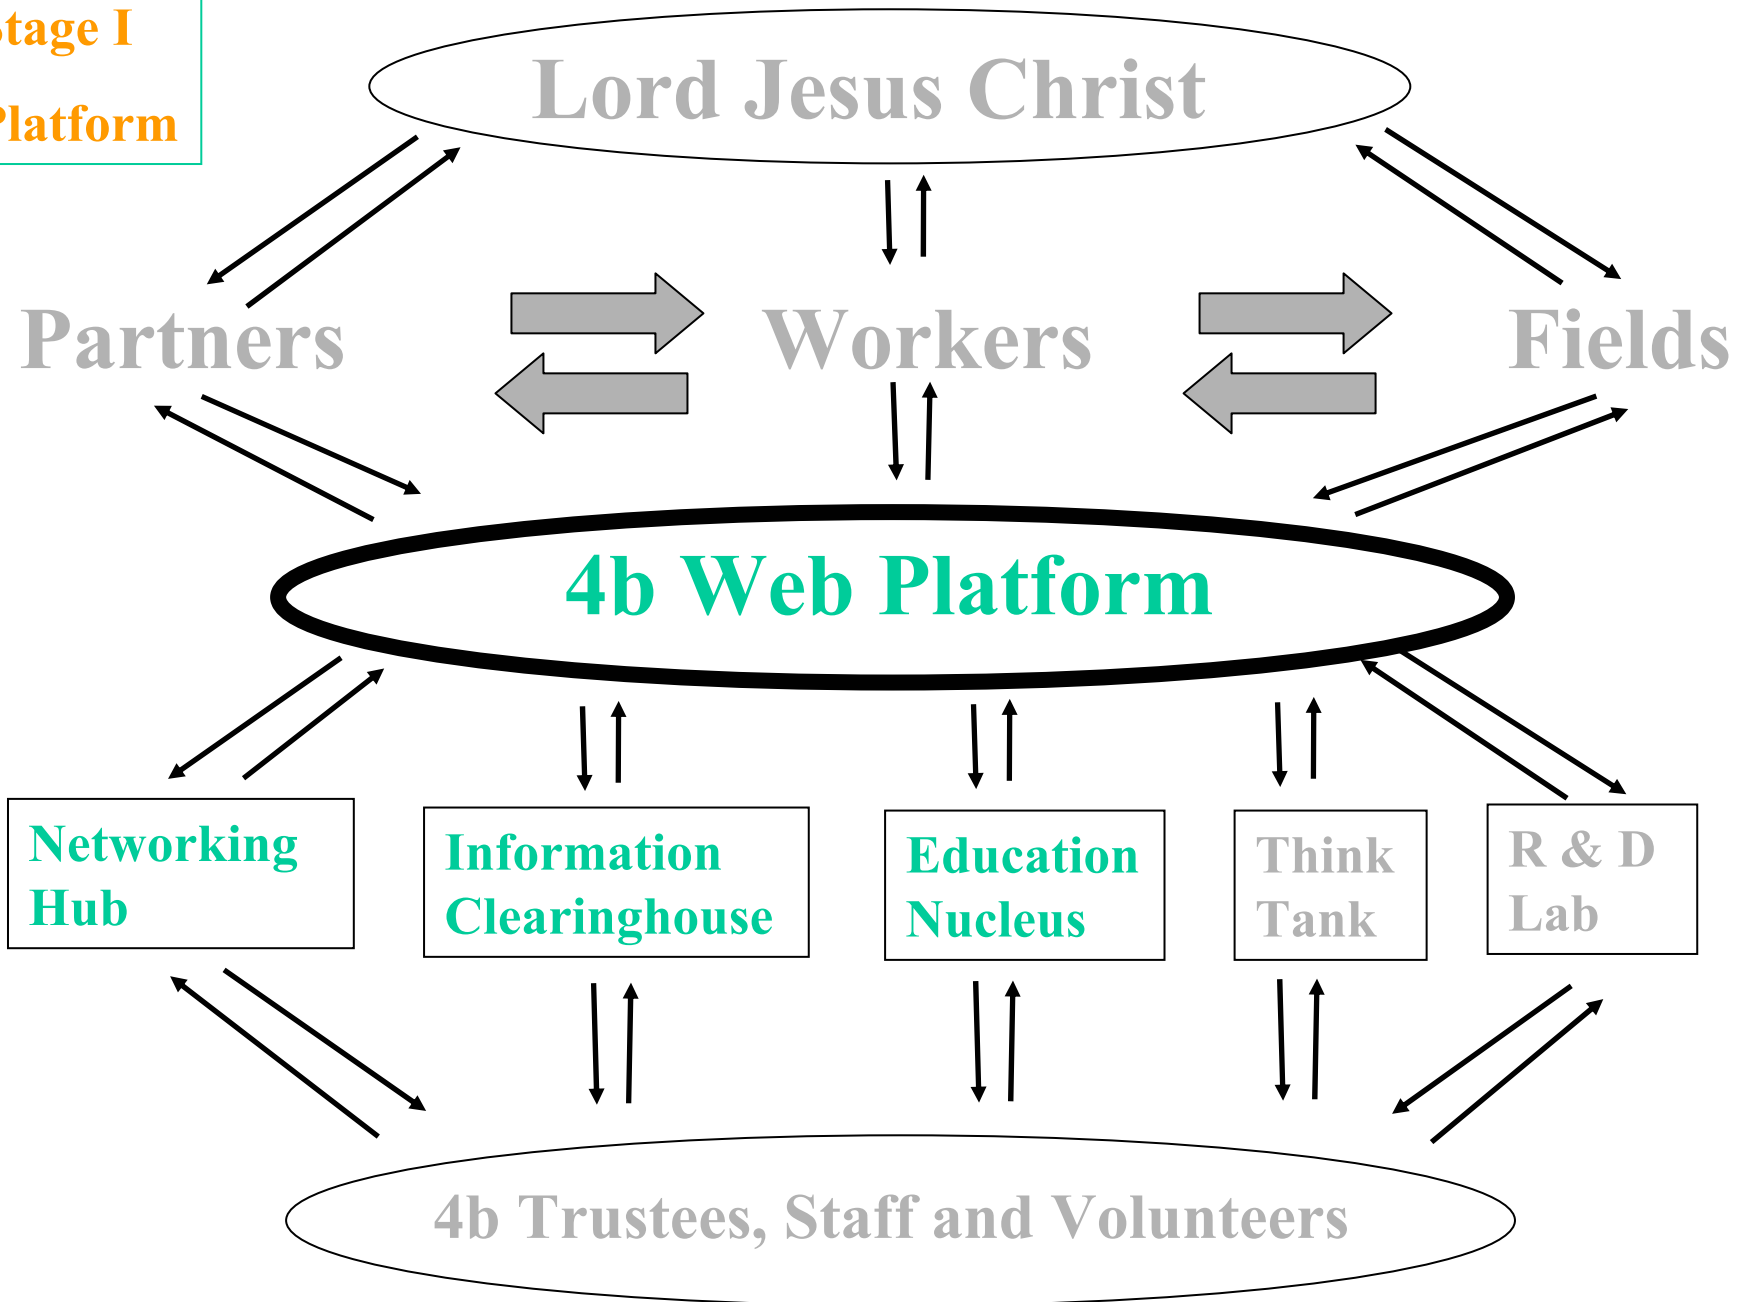 Stage I
Platform
Lord Jesus Christ
Partners
Workers
Fields
4b Web Platform
Networking
Hub
Information
Clearinghouse
Education
Nucleus
Think
Tank
R & D
Lab
4b Trustees, Staff and Volunteers